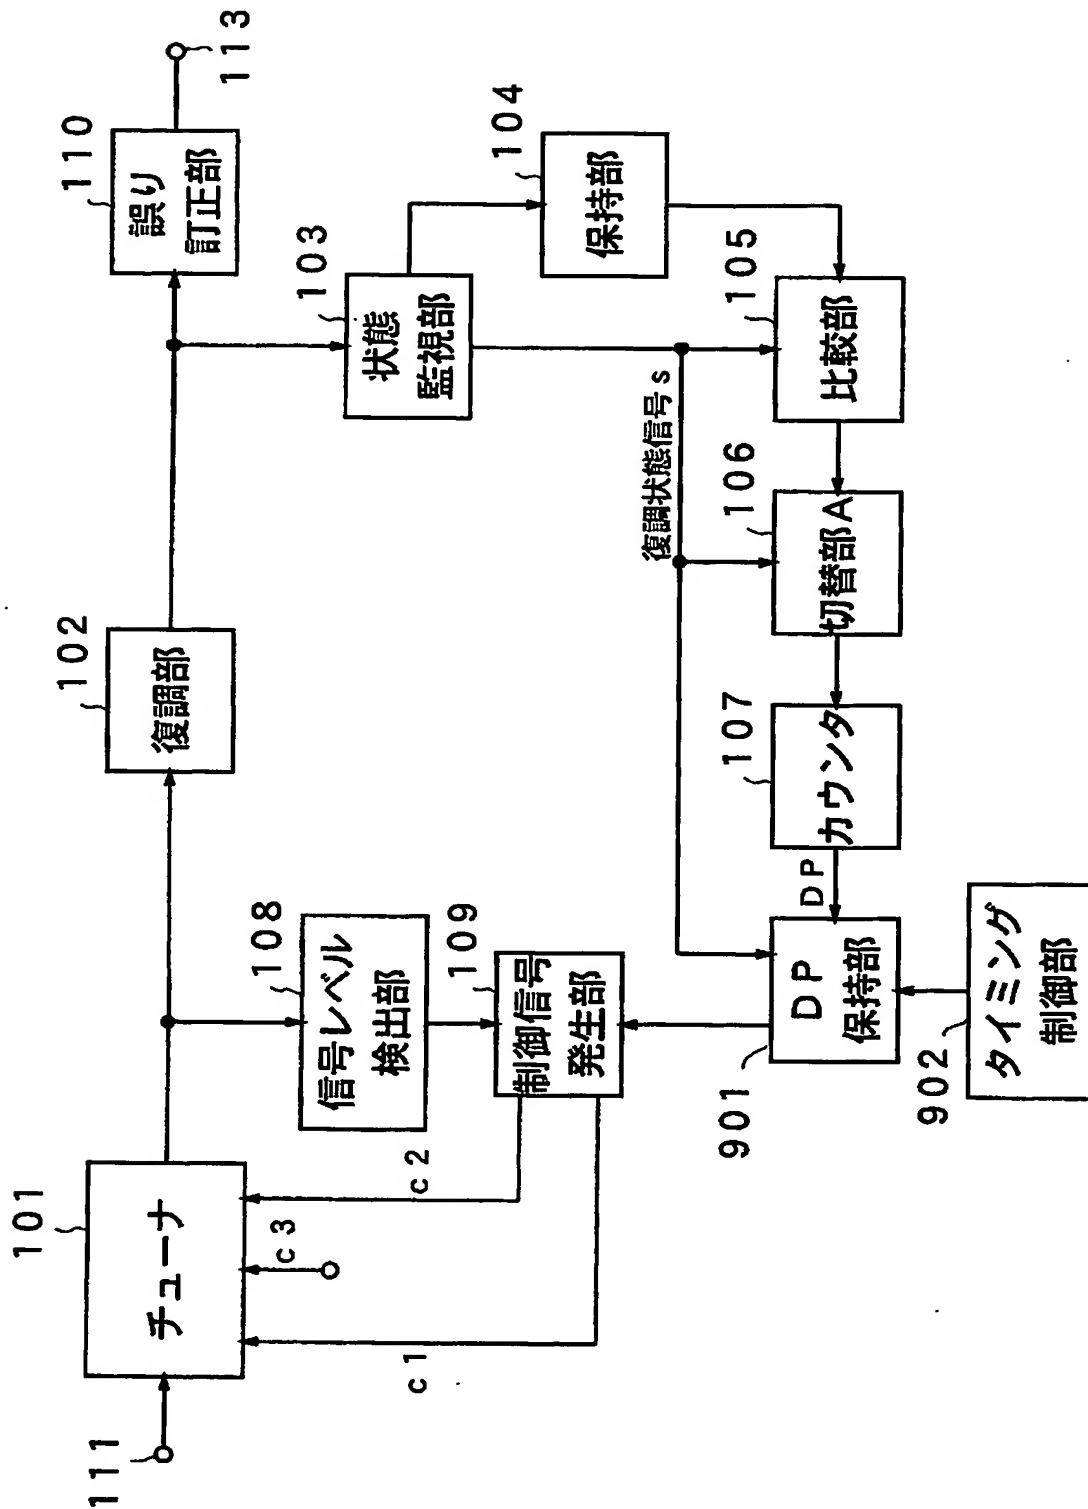 101
チューナ
111
c1
c3
c2
108
信号レベル
検出部
109
制御信号
発生部
102
復調部
110
誤り
訂正部
113
103
状態
監視部
104
保持部
復調状態信号s
105
比較部
106
切替部A
107
カウンタ
DP
901
DP
保持部
902
タイミング
制御部